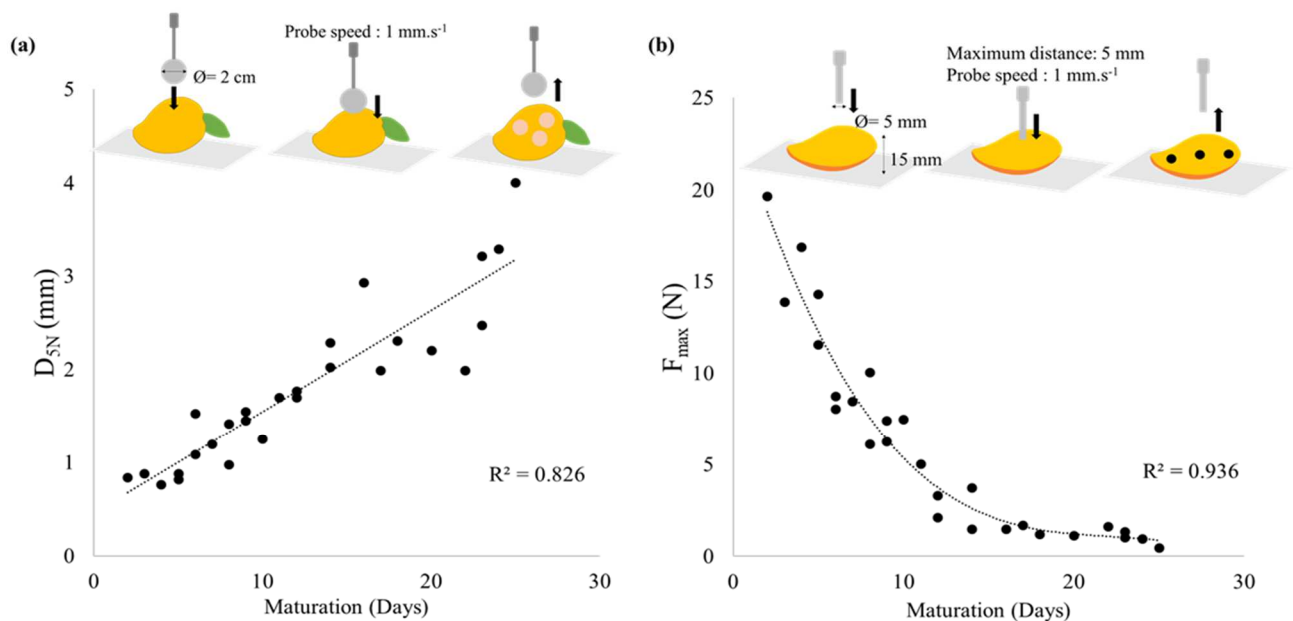 (a)
Probe speed : 1 mm.s⁻¹
Ø= 2 cm
5
4
3
2
1
0
D5N (mm)
R² = 0.826
0 10 20 30
Maturation (Days)
(b)
Maximum distance: 5 mm
Probe speed : 1 mm.s⁻¹
Ø= 5 mm
15 mm
25
20
15
10
5
0
Fmax (N)
R² = 0.936
0 10 20 30
Maturation (Days)